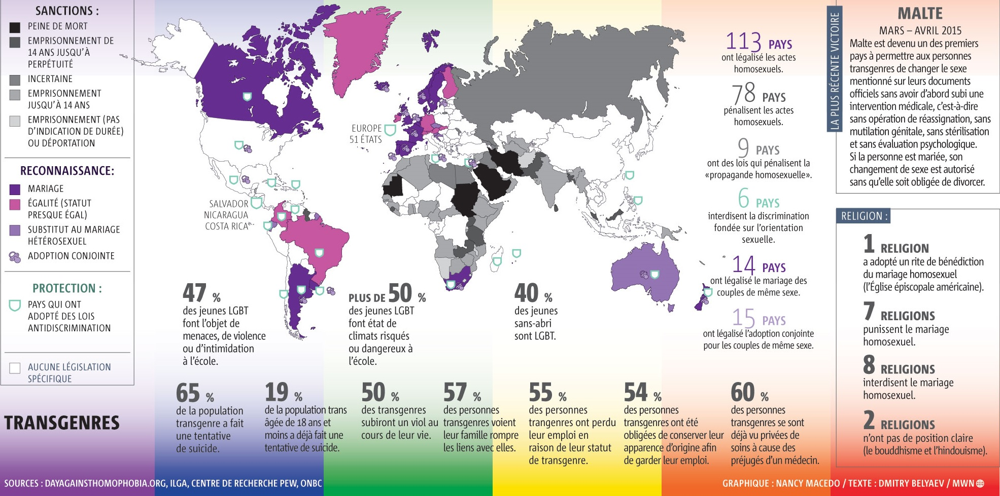 SANCTIONS :
PEINE DE MORT
EMPRISONNEMENT DE
14 ANS JUSQU'À
PERPÉTUITÉ
INCERTAINE
EMPRISONNEMENT
JUSQU'À 14 ANS
EMPRISONNEMENT (PAS
D'INDICATION DE DURÉE)
OU DÉPORTATION
RECONNAISSANCE:
MARIAGE
ÉGALITÉ (STATUT
PRESQUE ÉGAL)
SUBSTITUT AU MARIAGE
HÉTÉROSEXUEL
ADOPTION CONJOINTE
PROTECTION :
PAYS QUI ONT
ADOPTÉ DES LOIS
ANTIDISCRIMINATION
AUCUNE LÉGISLATION
SPÉCIFIQUE
EUROPE
51 ÉTATS
SALVADOR
NICARAGUA
COSTA RICA
113 PAYS
ont légalisé les actes
homosexuels.
78 PAYS
pénalisent les actes
homosexuels.
9 PAYS
ont des lois qui pénalisent la
«propagande homosexuelle».
6 PAYS
interdisent la discrimination
fondée sur l'orientation
sexuelle.
14 PAYS
ont légalisé le mariage des
couples de même sexe.
15 PAYS
ont légalisé l'adoption conjointe
pour les couples de même sexe.
LA PLUS RÉCENTE VICTOIRE
MALTE
MARS – AVRIL 2015
Malte est devenu un des premiers
pays à permettre aux personnes
transgenres de changer le sexe
mentionné sur leurs documents
officiels sans avoir d'abord subi une
intervention médicale, c'est-à-dire
sans opération de réassignation, sans
mutilation génitale, sans stérilisation
et sans évaluation psychologique.
Si la personne est mariée, son
changement de sexe est autorisé
sans qu'elle soit obligée de divorcer.
RELIGION :
1 RELIGION
a adopté un rite de bénédiction
du mariage homosexuel
(l'Église épiscopale américaine).
7 RELIGIONS
punissent le mariage
homosexuel.
8 RELIGIONS
interdisent le mariage
homosexuel.
2 RELIGIONS
n'ont pas de position claire
(le bouddhisme et l'hindouisme).
47 %
des jeunes LGBT
font l'objet de
menaces, de violence
ou d'intimidation
à l'école.
PLUS DE 50 %
des jeunes LGBT
font état de
climats risqués
ou dangereux à
l'école.
40 %
des jeunes
sans-abri
sont LGBT.
TRANSGENRES
65 %
de la population
transgenre a fait
une tentative
de suicide.
19 %
de la population trans
âgée de 18 ans et
moins a déjà fait une
tentative de suicide.
50 %
des transgenres
subiront un viol au
cours de leur vie.
57 %
des personnes
transgenres voient
leur famille rompre
les liens avec elles.
55 %
des personnes
trangenres ont perdu
leur emploi en
raison de leur statut
de transgenre.
54 %
des personnes
transgenres ont été
obligées de conserver leur
apparence d'origine afin
de garder leur emploi.
60 %
des personnes
transgenres se sont
déjà vu privées de
soins à cause des
préjugés d'un médecin.
SOURCES : DAYAGAINSTHOMOPHOBIA.ORG, ILGA, CENTRE DE RECHERCHE PEW, ONBC
GRAPHIQUE : NANCY MACEDO / TEXTE : DMITRY BELYAEV / MWN